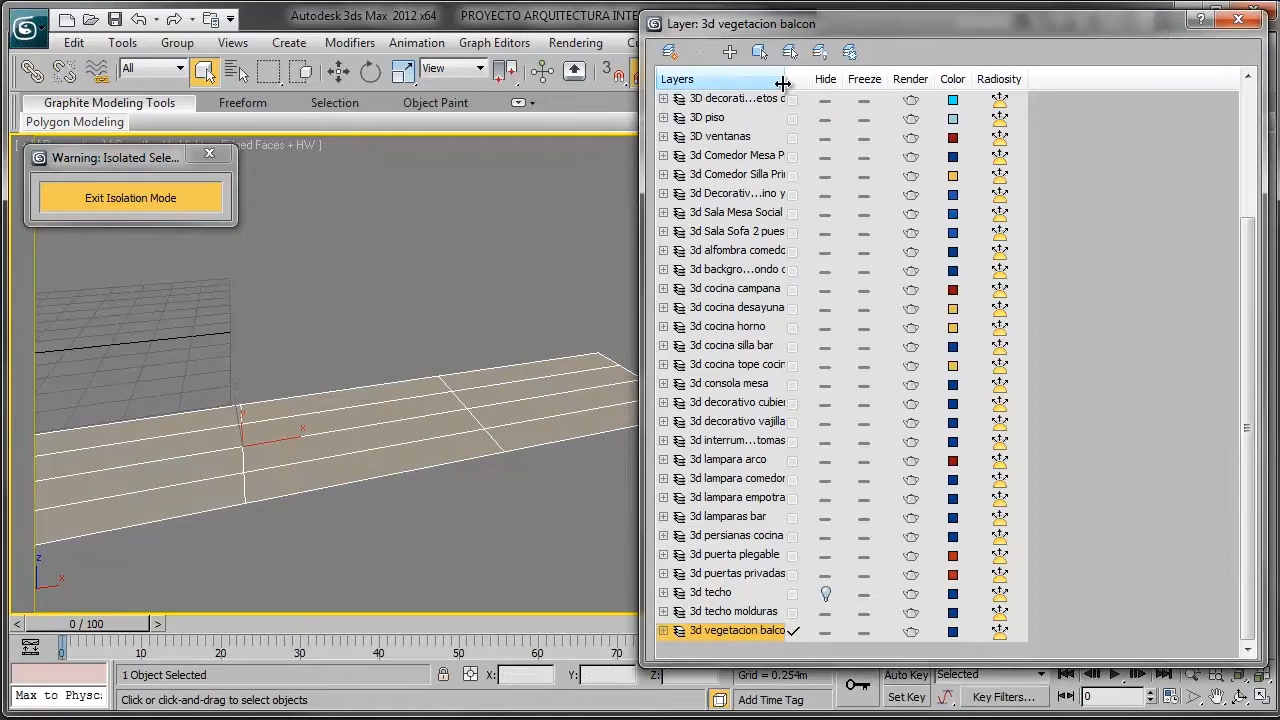 Autodesk 3ds Max 2012 x64
PROYECTO ARQUITECTURA INTE
Edit Tools Group Views Create Modifiers Animation Graph Editors Rendering
All
View
3
Graphite Modeling Tools
Freeform
Selection
Object Paint
Polygon Modeling
Faces + HW ]
Warning: Isolated Sele...
Exit Isolation Mode
x
z
x
Layer: 3d vegetacion balcon
Layers Hide Freeze Render Color Radiosity
3D decorati...etos d
3D piso
3D ventanas
3d Comedor Mesa P
3d Comedor Silla Prin
3d Decorativ...ino y
3d Sala Mesa Social
3d Sala Sofa 2 pues
3d alfombra comedo
3d backgro...ondo c
3d cocina campana
3d cocina desayuna
3d cocina horno
3d cocina silla bar
3d cocina tope cocin
3d consola mesa
3d decorativo cubier
3d decorativo vajilla
3d interrum...tomas
3d lampara arco
3d lampara comedor
3d lampara empotra
3d lamparas bar
3d persianas cocina
3d puerta plegable
3d puertas privadas
3d techo
3d techo molduras
3d vegetacion balco
< 0 / 100 >
0 10 20 30 40 50 60 70
1 Object Selected
X:
Y:
Z:
Grid = 0.254m
Auto Key
Selected
Max to Physc
Click or click-and-drag to select objects
Add Time Tag
Set Key
Key Filters...
0